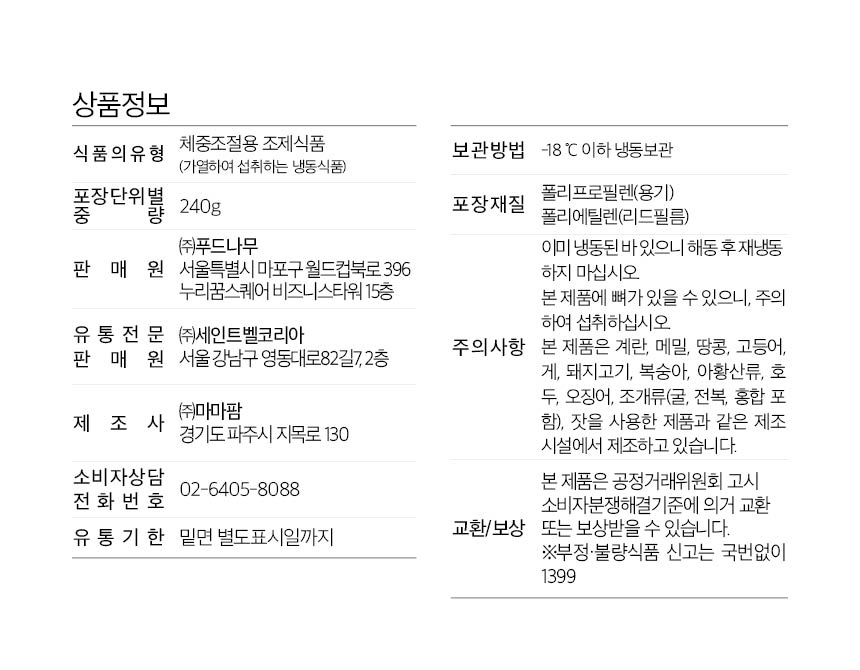 상품정보
식품의유형
체중조절용 조제식품
(가열하여 섭취하는 냉동식품)
포장단위별
중 량
240g
판 매 원
㈜푸드나무
서울특별시 마포구 월드컵북로 396
누리꿈스퀘어 비즈니스타워 15층
유 통 전 문
판 매 원
㈜세인트벨코리아
서울 강남구 영동대로82길7, 2층
제 조 사
㈜마마팜
경기도 파주시 지목로 130
소비자상담
전 화 번 호
02-6405-8088
유 통 기 한
밑면 별도표시일까지
보관방법
-18 ℃ 이하 냉동보관
포장재질
폴리프로필렌(용기)
폴리에틸렌(리드필름)
주의사항
이미 냉동된 바 있으니 해동 후 재냉동
하지 마십시오.
본 제품에 뼈가 있을 수 있으니, 주의
하여 섭취하십시오.
본 제품은 계란, 메밀, 땅콩, 고등어,
게, 돼지고기, 복숭아, 아황산류, 호
두, 오징어, 조개류(굴, 전복, 홍합 포
함), 잣을 사용한 제품과 같은 제조
시설에서 제조하고 있습니다.
교환/보상
본 제품은 공정거래위원회 고시
소비자분쟁해결기준에 의거 교환
또는 보상받을 수 있습니다.
※부정·불량식품 신고는 국번없이
1399